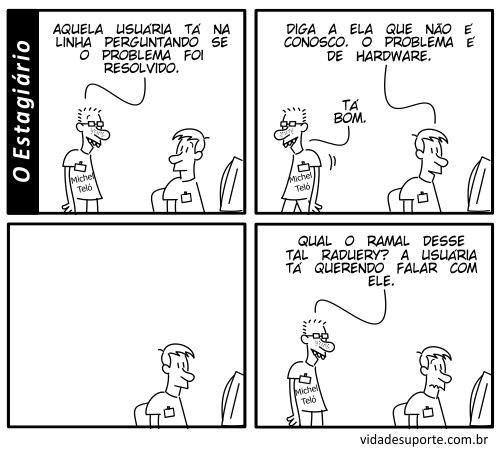 O Estagiário
AQUELA USUÁRIA TÁ NA
LINHA PERGUNTANDO SE
O PROBLEMA FOI
RESOLVIDO.
Michel
Teló
DIGA A ELA QUE NÃO É
CONOSCO. O PROBLEMA É
DE HARDWARE.
TÁ
BOM.
Michel
Teló
QUAL O RAMAL DESSE
TAL RADUERY? A USUÁRIA
TÁ QUERENDO FALAR COM
ELE.
Michel
Teló
vidadesuporte.com.br